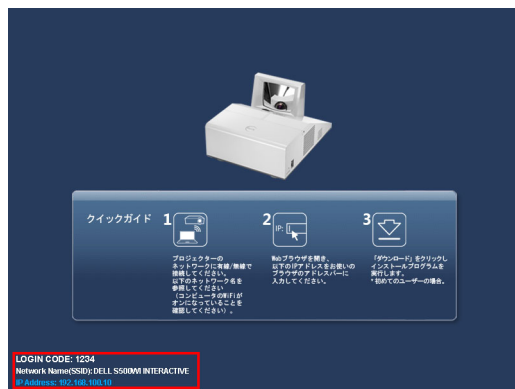 クイックガイド
1
プロジェクターの
ネットワークに有線/無線で
接続してください。
以下のネットワーク名を
参照してください
(コンピュータのWiFiが
オンになっていることを
確認してください)。
2
IP:
Webブラウザを開き、
以下のIPアドレスをお使いの
ブラウザのアドレスバーに
入力してください。
3
「ダウンロード」をクリックし
インストールプログラムを
実行します。
*初めてのユーザーの場合。
LOGIN CODE: 1234
Network Name(SSID): DELL S500WI INTERACTIVE
IP Address: 192.168.100.10